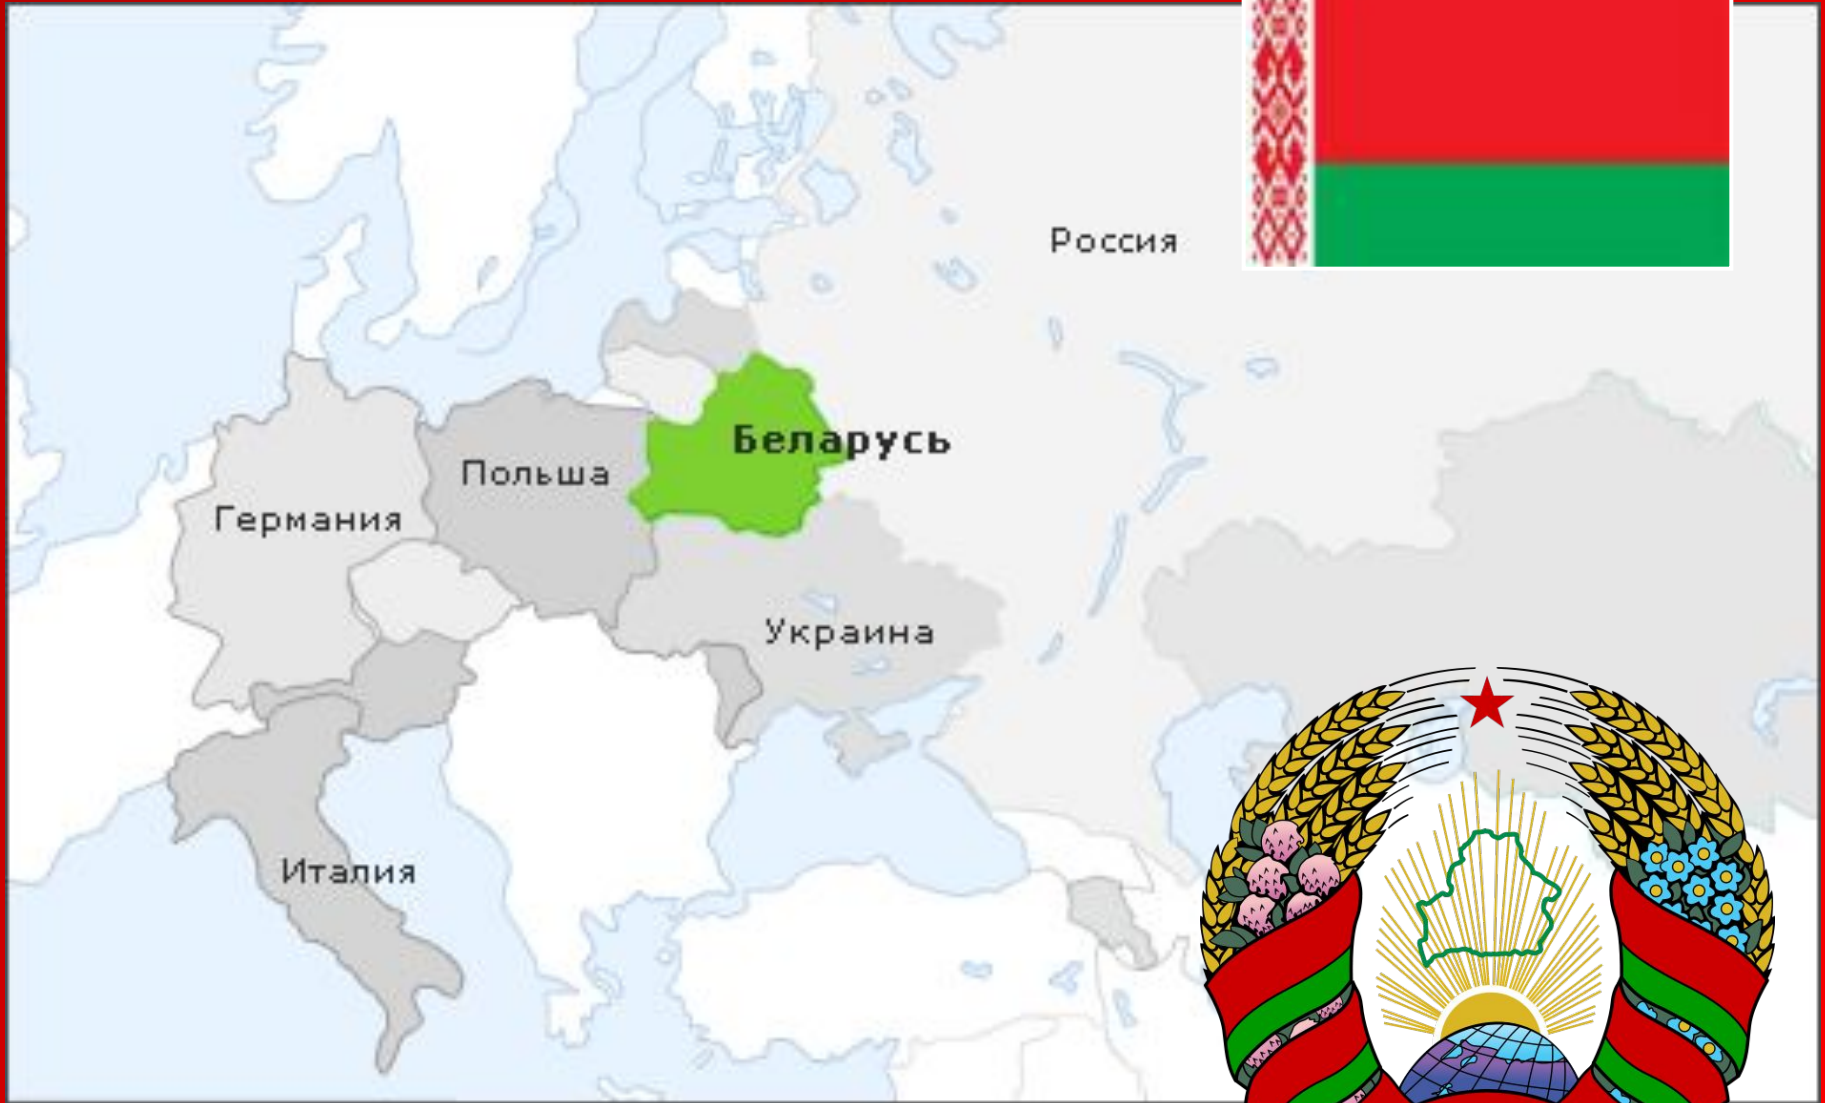 Россия
Беларусь
Польша
Германия
Украина
Италия